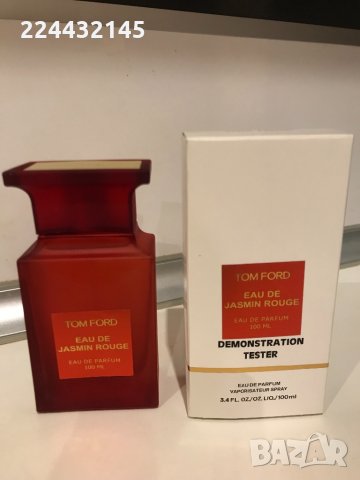 224432145
TOM FORD
EAU DE
JASMIN ROUGE
EAU DE PARFUM
100 ML
TOM FORD
EAU DE
JASMIN ROUGE
EAU DE PARFUM
100 ML
DEMONSTRATION
TESTER
EAU DE PARFUM
VAPORISATEUR SPRAY
3.4 FL. OZ./OZ. LIQ./100ml
BAZAR